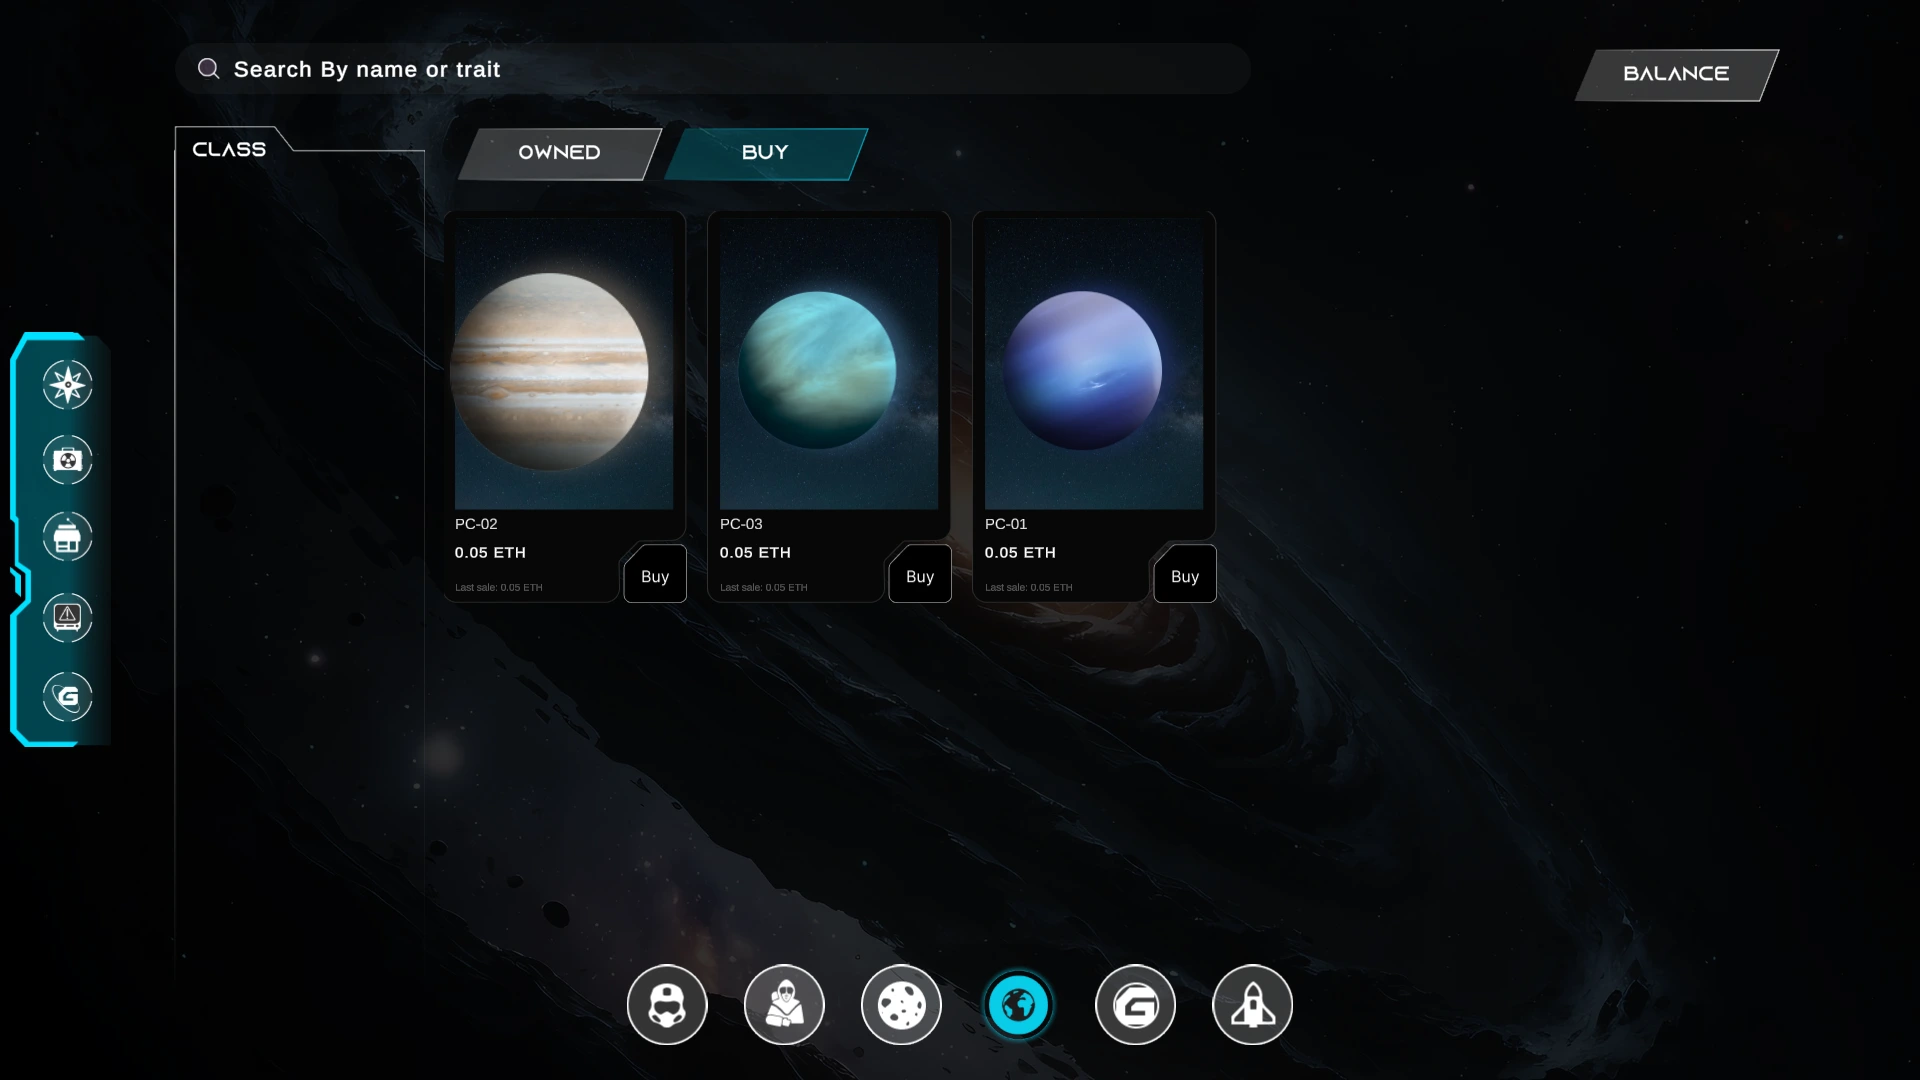 Search By name or trait
BALANCE
CLASS
OWNED
BUY
PC-02
0.05 ETH
Last sale: 0.05 ETH
Buy
PC-03
0.05 ETH
Last sale: 0.05 ETH
Buy
PC-01
0.05 ETH
Last sale: 0.05 ETH
Buy